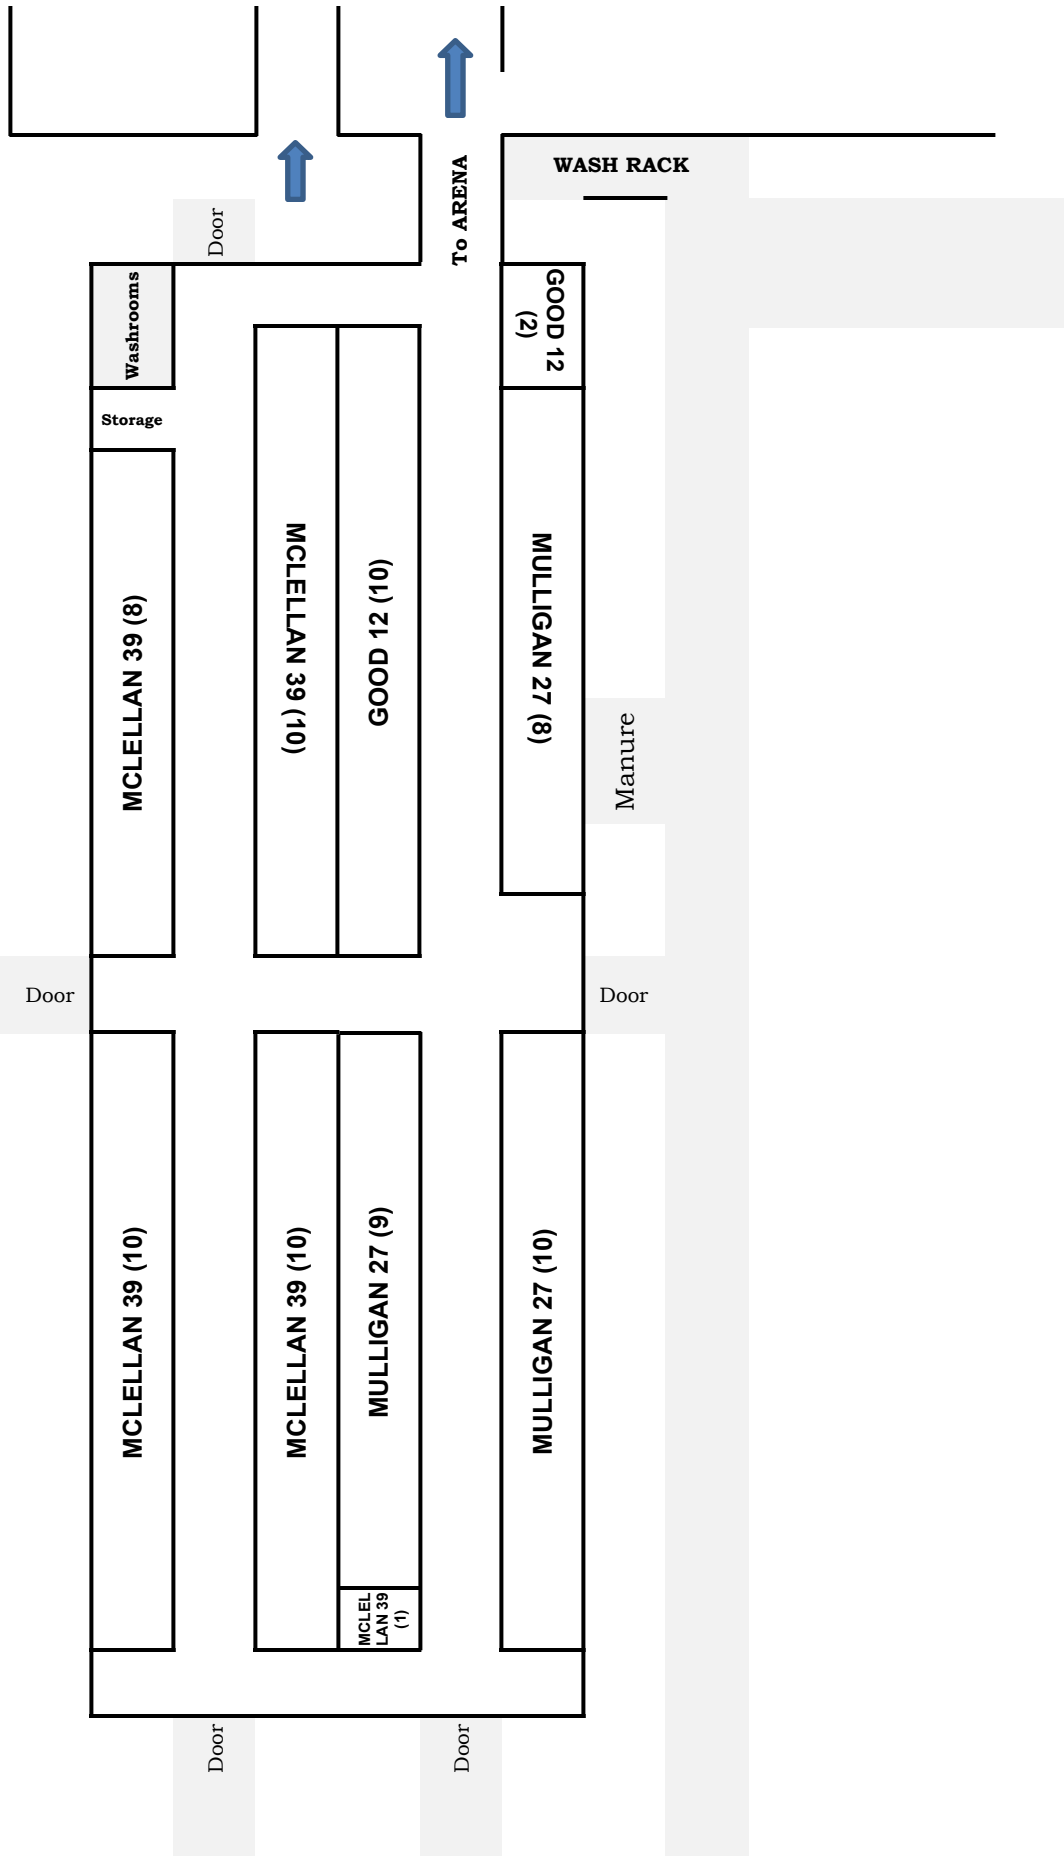 To ARENA
WASH RACK
Door
Washrooms
GOOD 12
(2)
Storage
MCLELLAN 39 (8)
MCLELLAN 39 (10)
GOOD 12 (10)
MULLIGAN 27 (8)
Manure
Door
Door
MCLELLAN 39 (10)
MCLELLAN 39 (10)
MULLIGAN 27 (9)
MULLIGAN 27 (10)
MCLEL
LAN 39
(1)
Door
Door